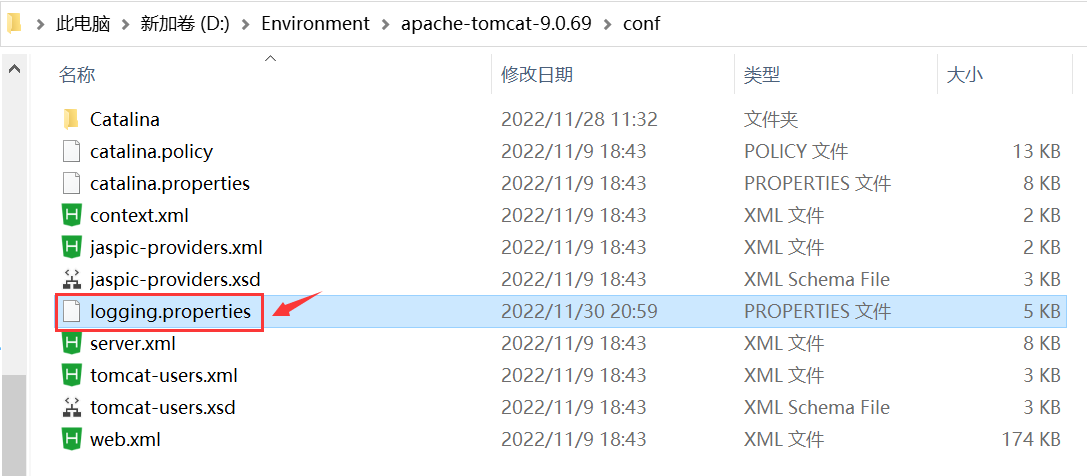 此电脑 > 新加卷 (D:) > Environment > apache-tomcat-9.0.69 > conf
名称 修改日期 类型 大小
Catalina 2022/11/28 11:32 文件夹
catalina.policy 2022/11/9 18:43 POLICY 文件 13 KB
catalina.properties 2022/11/9 18:43 PROPERTIES 文件 8 KB
context.xml 2022/11/9 18:43 XML 文件 2 KB
jaspic-providers.xml 2022/11/9 18:43 XML 文件 2 KB
jaspic-providers.xsd 2022/11/9 18:43 XML Schema File 3 KB
logging.properties 2022/11/30 20:59 PROPERTIES 文件 5 KB
server.xml 2022/11/9 18:43 XML 文件 8 KB
tomcat-users.xml 2022/11/9 18:43 XML 文件 3 KB
tomcat-users.xsd 2022/11/9 18:43 XML Schema File 3 KB
web.xml 2022/11/9 18:43 XML 文件 174 KB